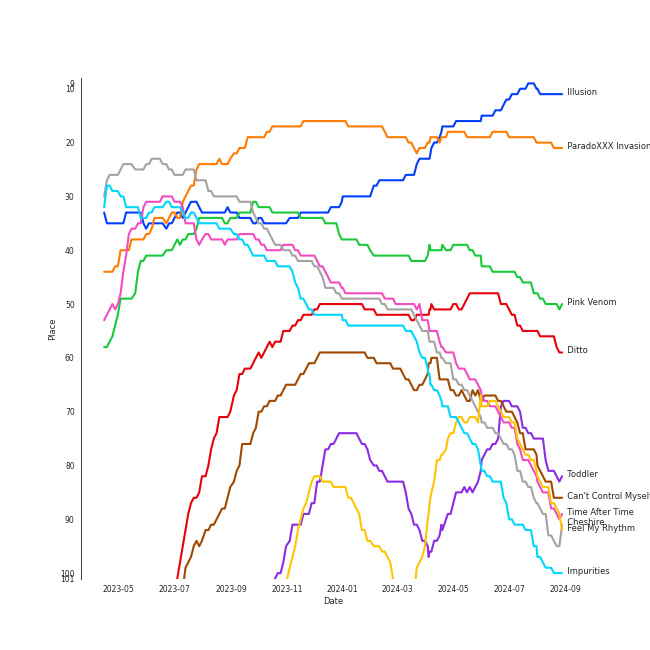 9
10
20
30
40
50
60
70
80
90
100
101
Place
2023-05
2023-07
2023-09
2023-11
2024-01
2024-03
2024-05
2024-07
2024-09
Date
Illusion
ParadoXXX Invasion
Pink Venom
Ditto
Toddler
Can't Control Myself
Time After Time
Cheshire
Feel My Rhythm
Impurities